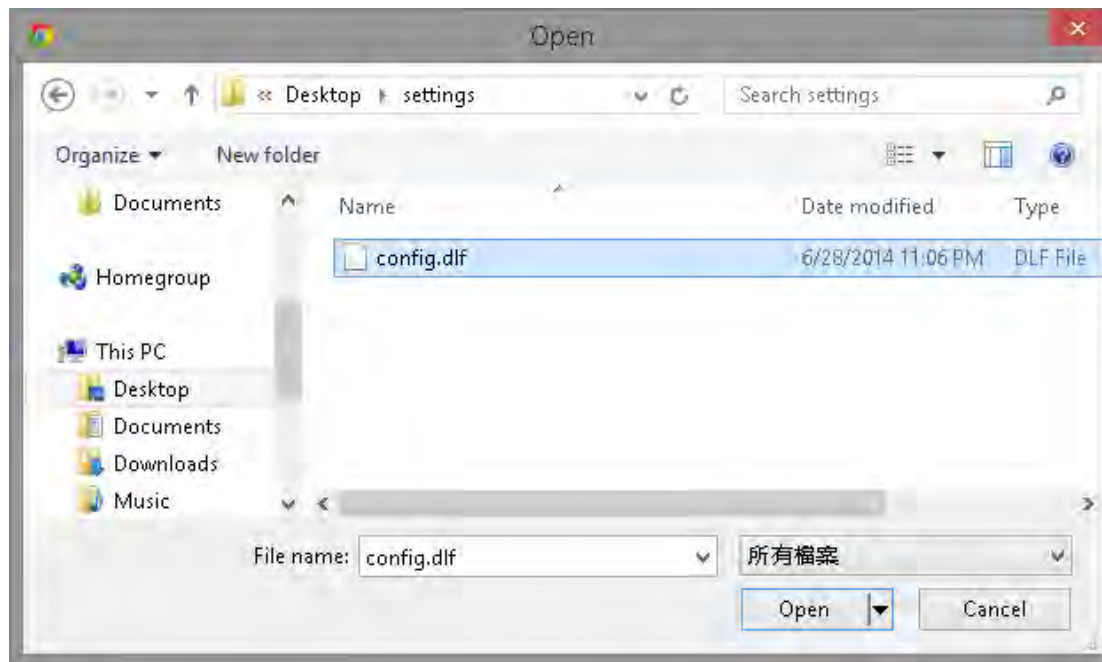 Open
« Desktop settings
Search settings
Organize
New folder
Name
Date modified
Type
config.dlf
6/28/2014 11:06 PM
DLF File
Documents
Homegroup
This PC
Desktop
Documents
Downloads
Music
File name: config.dlf
所有檔案
Open
Cancel